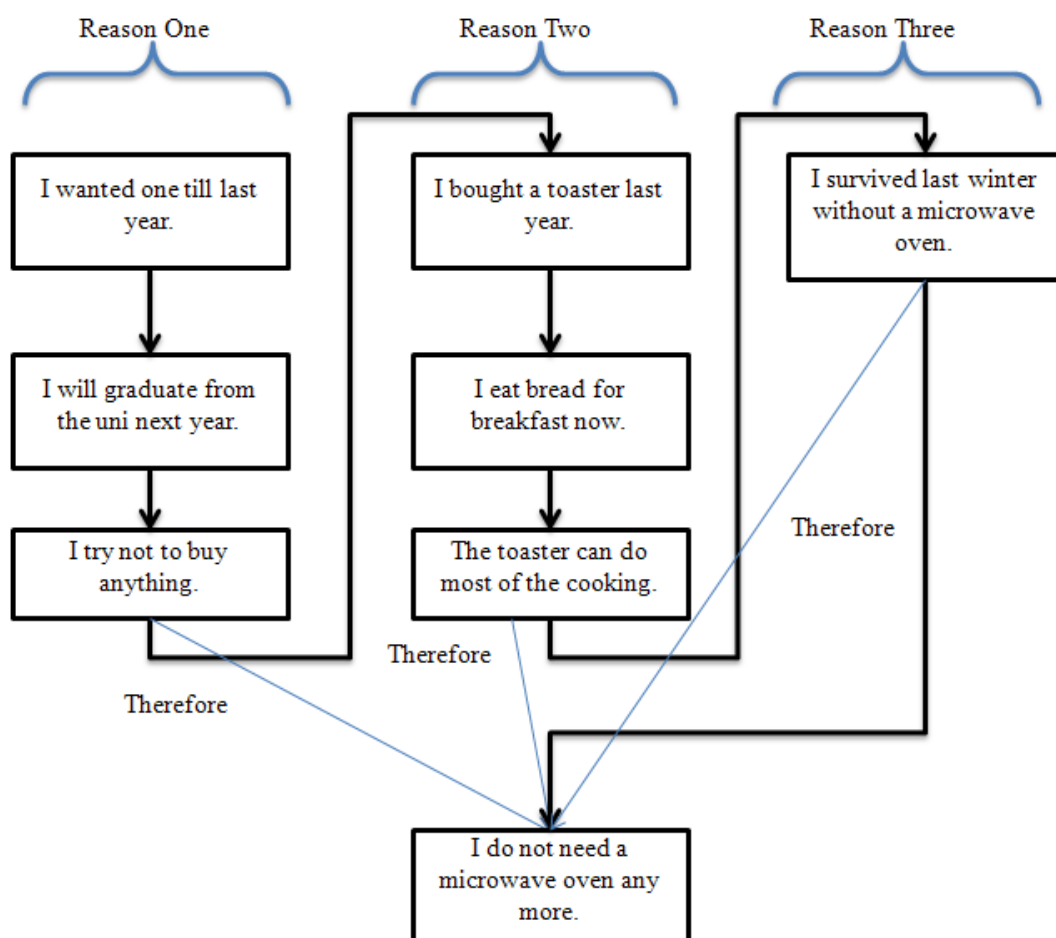 Reason One
Reason Two
Reason Three
I wanted one till last
year.
I will graduate from
the uni next year.
I try not to buy
anything.
Therefore
I bought a toaster last
year.
I eat bread for
breakfast now.
The toaster can do
most of the cooking.
Therefore
I survived last winter
without a microwave
oven.
Therefore
I do not need a
microwave oven any
more.